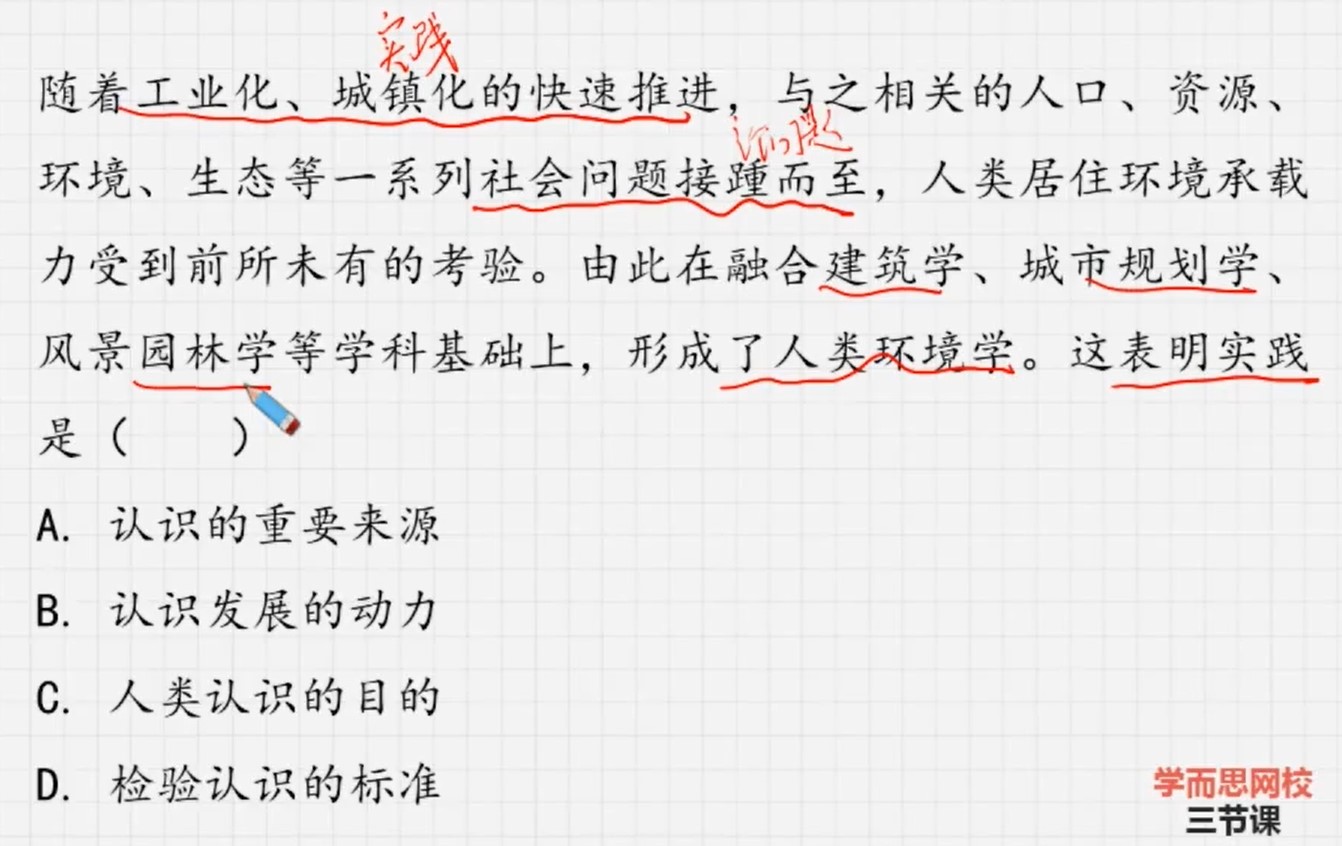 实践
随着工业化、城镇化的快速推进，与之相关的人口、资源、
问题
环境、生态等一系列社会问题接踵而至，人类居住环境承载
力受到前所未有的考验。由此在融合建筑学、城市规划学、
风景园林学等学科基础上，形成了人类环境学。这表明实践
是（　　）
A. 认识的重要来源
B. 认识发展的动力
C. 人类认识的目的
D. 检验认识的标准
学而思网校
三节课